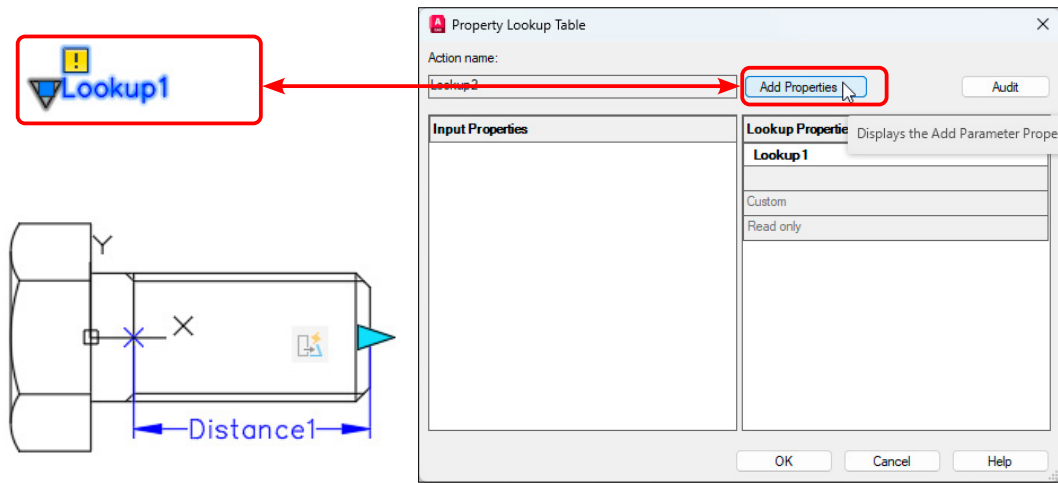 Lookup1
Y
X
Distance1
Property Lookup Table
Action name:
Lookup2
Add Properties
Audit
Input Properties
Lookup Propertie
Displays the Add Parameter Prope
Lookup1
Custom
Read only
OK
Cancel
Help